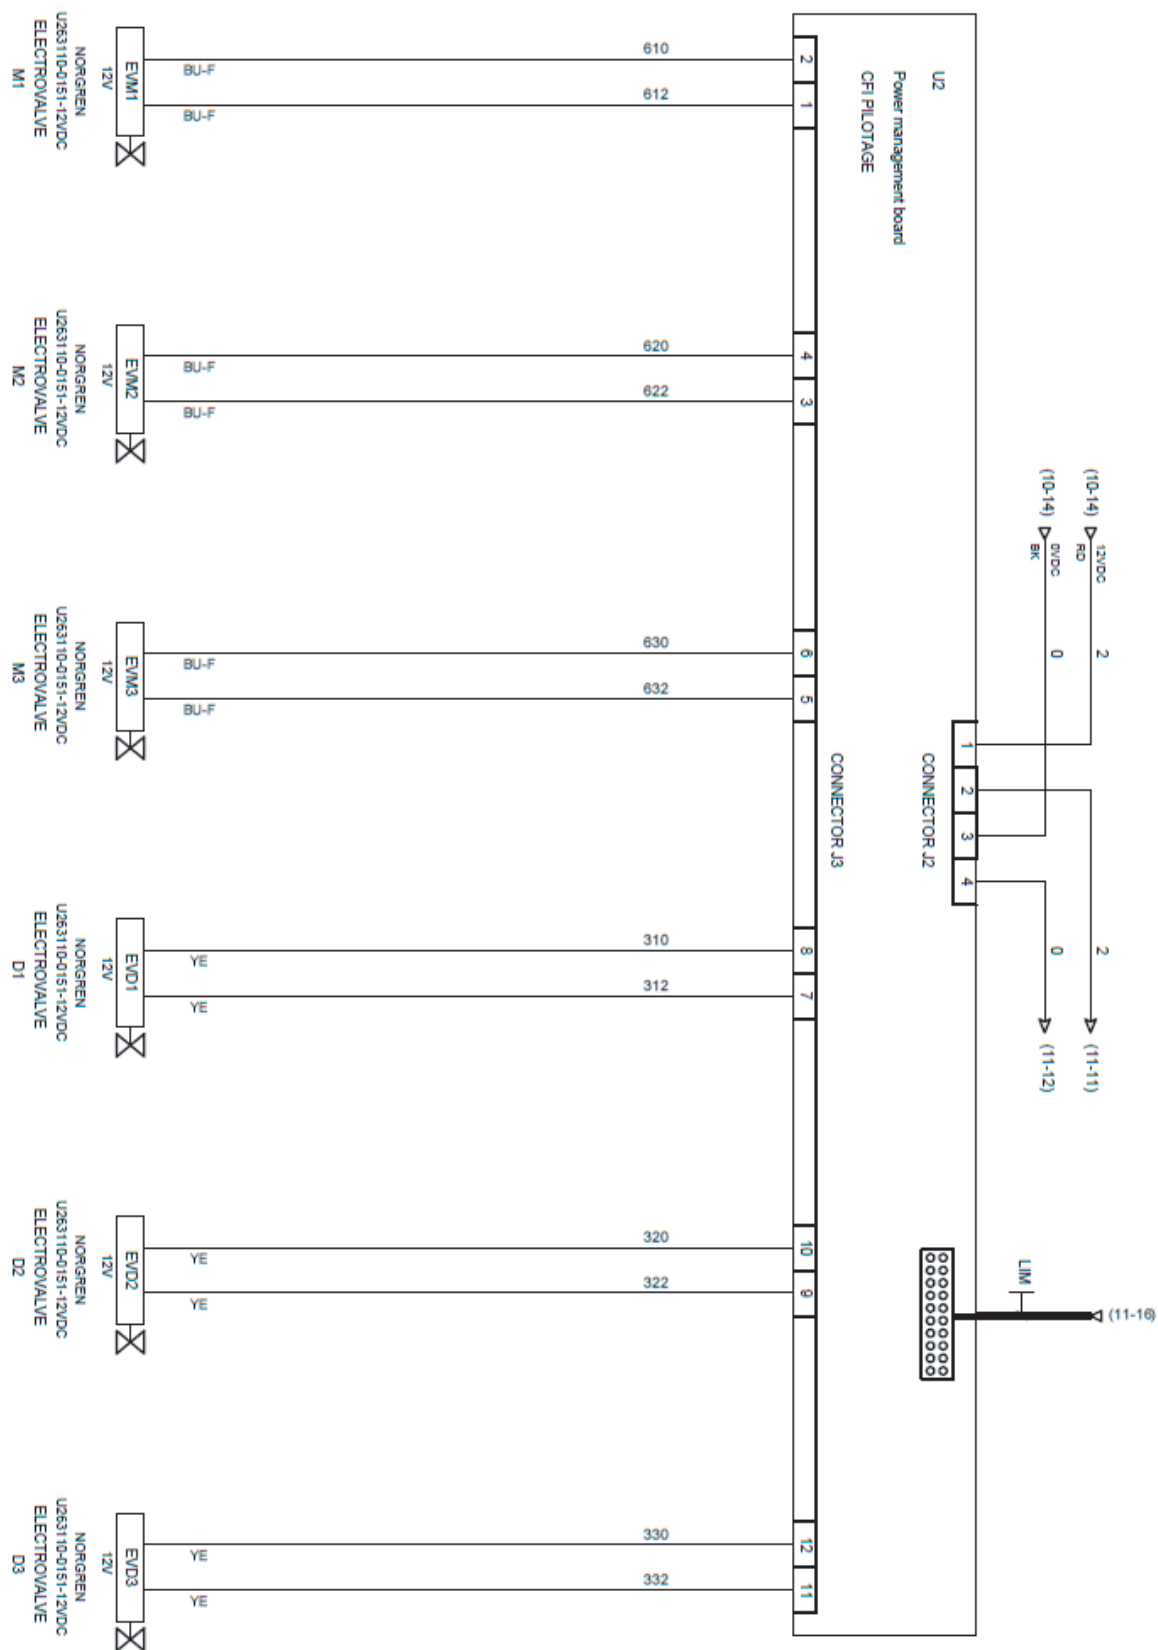 (11-16)
LIM
(10-14)
12VDC
RD
2
2
(11-11)
(10-14)
0VDC
BK
0
0
(11-12)
U2
Power management board
CFI PILOTAGE
CONNECTOR J2
1
2
3
4
CONNECTOR J3
2
1
4
3
6
5
8
7
10
9
12
11
610
612
620
622
630
632
310
312
320
322
330
332
BU-F
BU-F
BU-F
BU-F
BU-F
BU-F
YE
YE
YE
YE
YE
YE
EVM1
12V
NORGREN
U263110-0151-12VDC
ELECTROVALVE
M1
EVM2
12V
NORGREN
U263110-0151-12VDC
ELECTROVALVE
M2
EVM3
12V
NORGREN
U263110-0151-12VDC
ELECTROVALVE
M3
EVD1
12V
NORGREN
U263110-0151-12VDC
ELECTROVALVE
D1
EVD2
12V
NORGREN
U263110-0151-12VDC
ELECTROVALVE
D2
EVD3
12V
NORGREN
U263110-0151-12VDC
ELECTROVALVE
D3